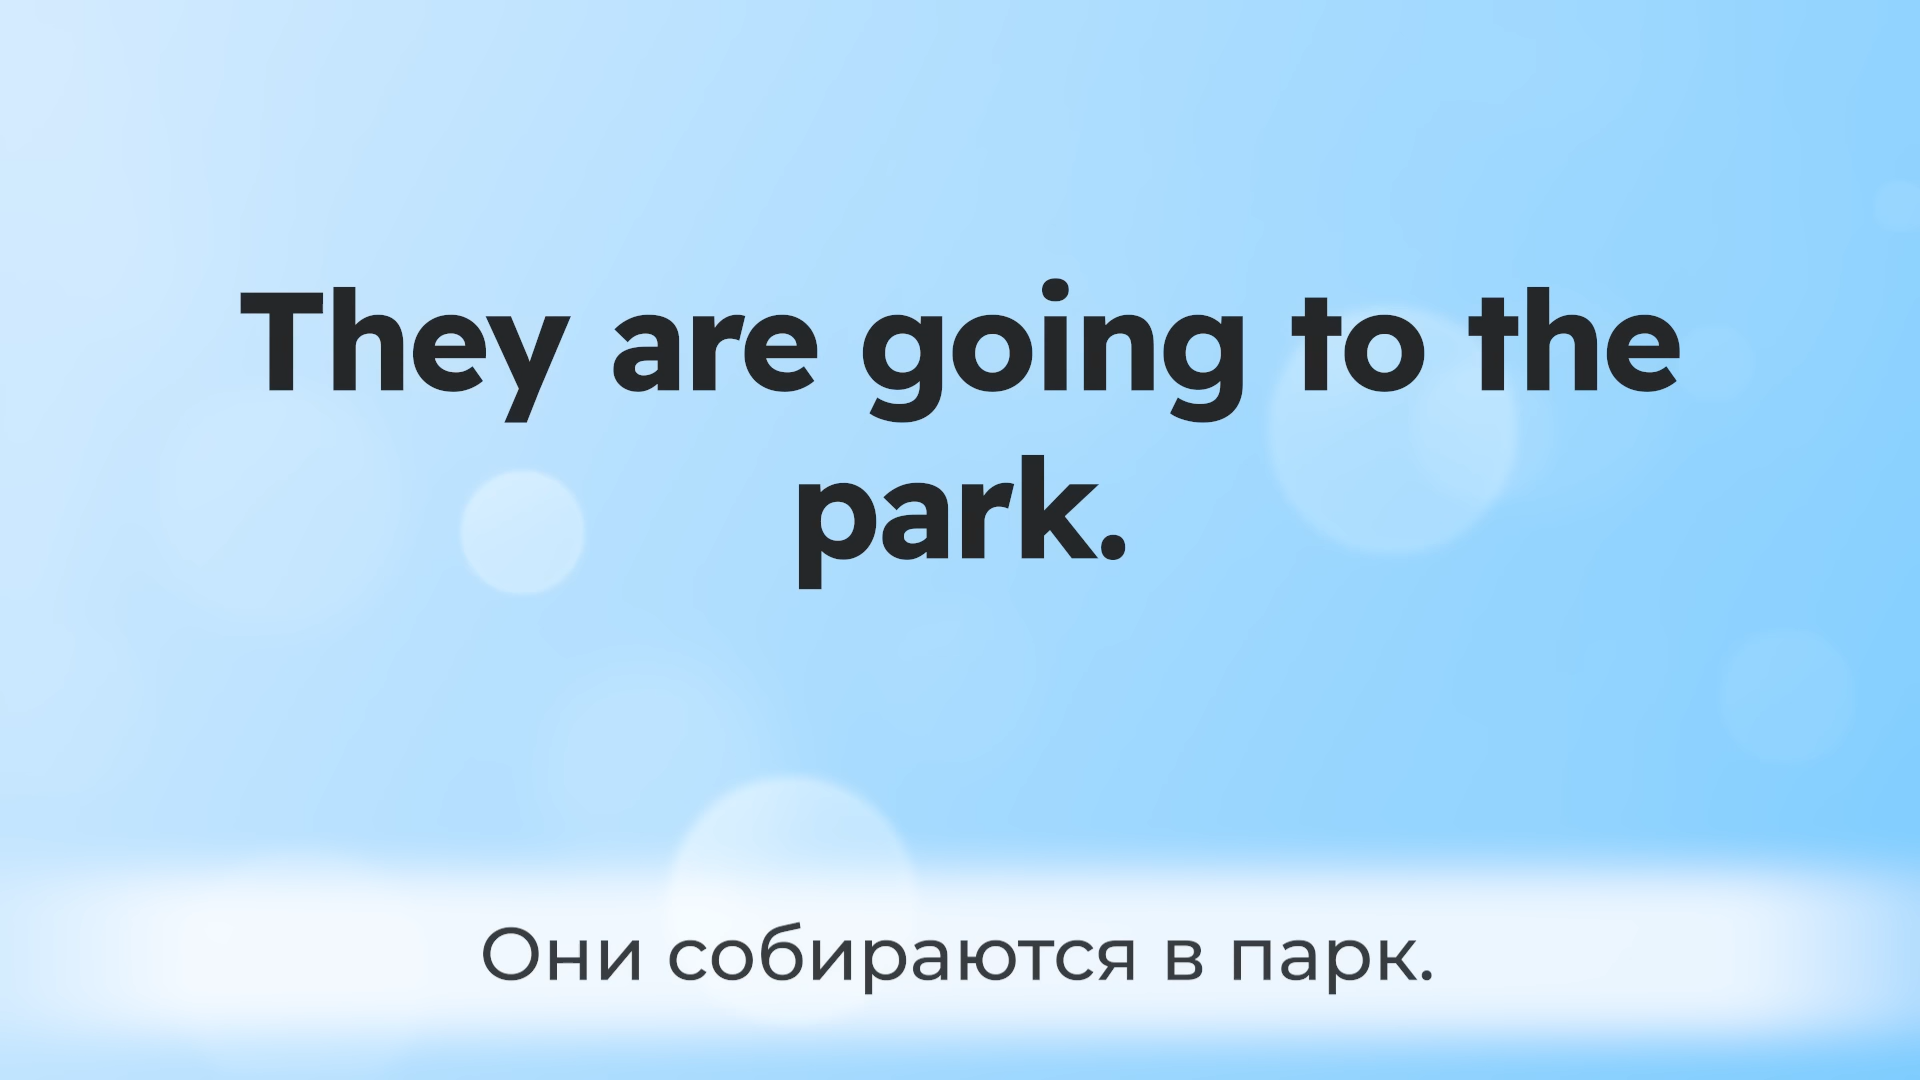 They are going to the
park.
Они собираются в парк.